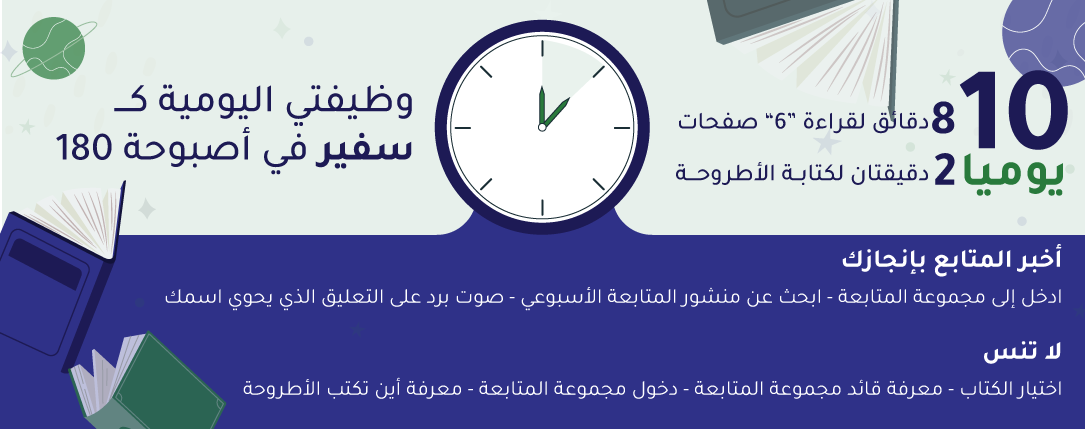 10 يوميا
8 دقائق لقراءة “6” صفحات
2 دقيقتان لكتابة الأطروحة
وظيفتي اليومية كـ
سفير في أصبوحة 180
أخبر المتابع بإنجازك
ادخل إلى مجموعة المتابعة - ابحث عن منشور المتابعة الأسبوعي - صوت برد على التعليق الذي يحوي اسمك
لا تنس
اختيار الكتاب - معرفة قائد مجموعة المتابعة - دخول مجموعة المتابعة - معرفة أين تكتب الأطروحة